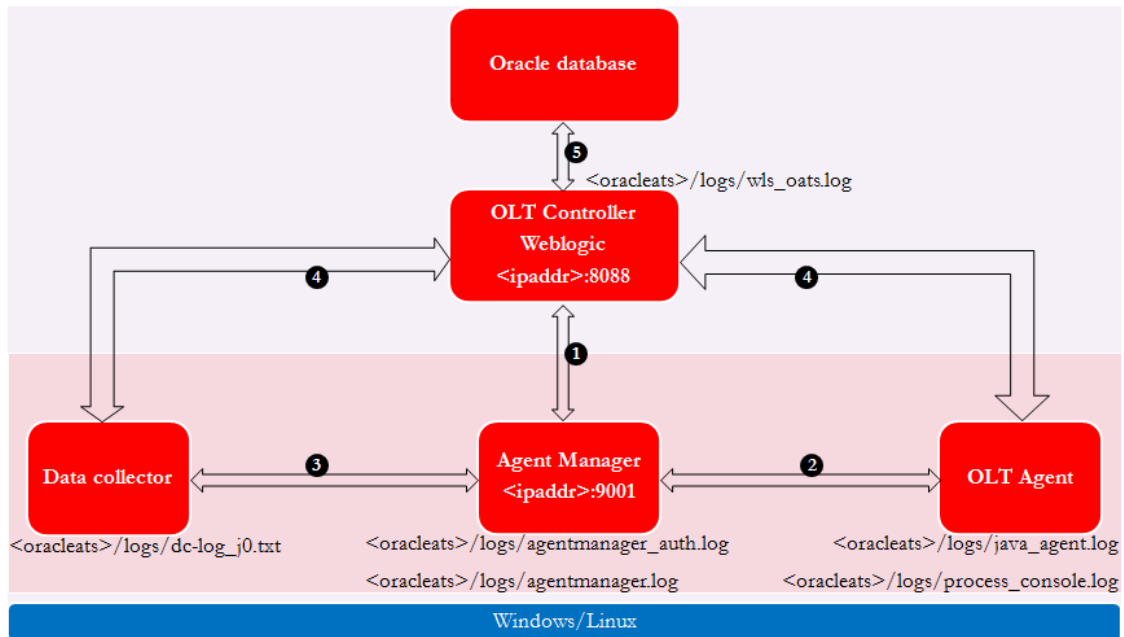 Oracle database
5
<oracleats>/logs/wls_oats.log
OLT Controller
Weblogic
<ipaddr>:8088
4
4
1
Data collector
3
Agent Manager
<ipaddr>:9001
2
OLT Agent
<oracleats>/logs/dc-log_j0.txt
<oracleats>/logs/agentmanager_auth.log
<oracleats>/logs/java_agent.log
<oracleats>/logs/agentmanager.log
<oracleats>/logs/process_console.log
Windows/Linux